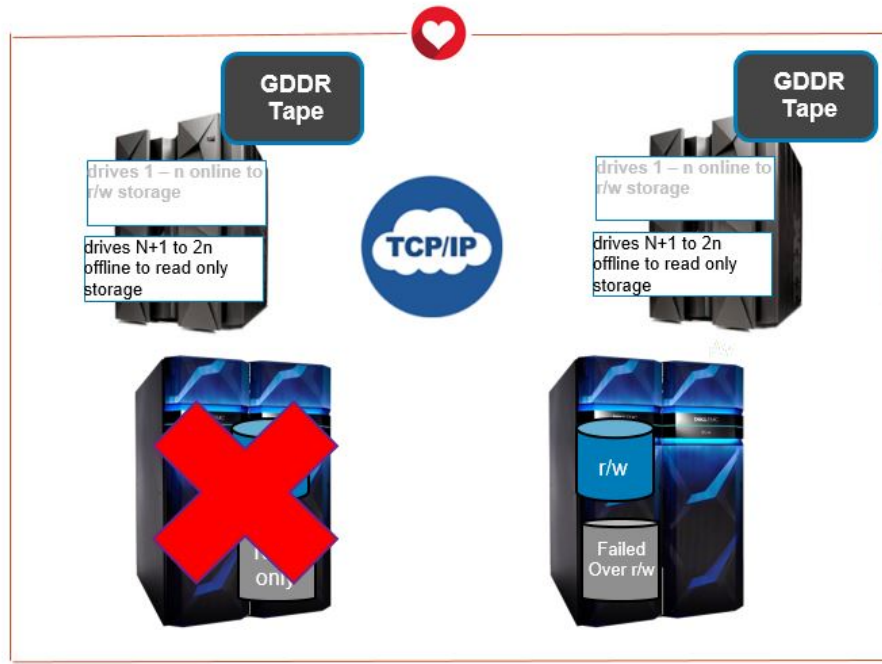 GDDR
Tape
GDDR
Tape
drives 1 – n online to
r/w storage
drives N+1 to 2n
offline to read only
storage
TCP/IP
drives 1 – n online to
r/w storage
drives N+1 to 2n
offline to read only
storage
only
r/w
Failed
Over r/w